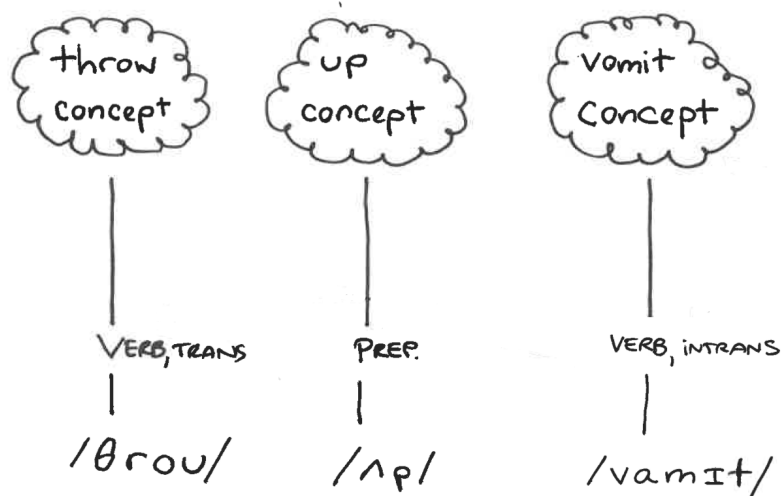 throw
concept
up
concept
vomit
concept
VERB, TRANS
PREP.
VERB, INTRANS
/θrou/
/ʌp/
/vamɪt/